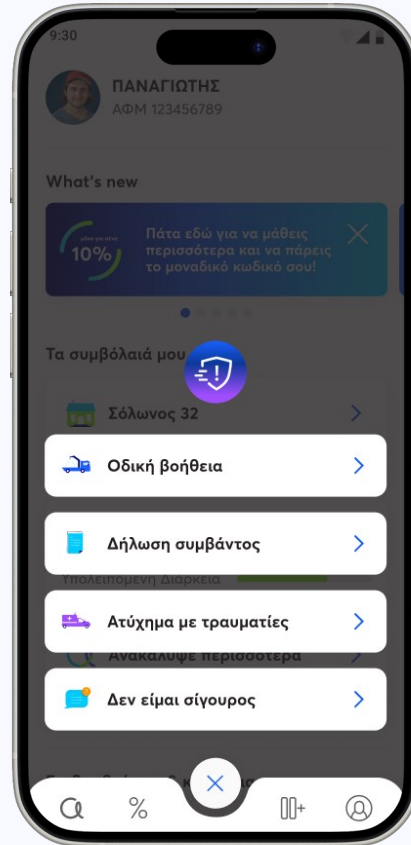 9:30
ΠΑΝΑΓΙΩΤΗΣ
ΑΦΜ 123456789
What's new
10%
Πάτα εδώ για να μάθεις
περισσότερα και να πάρεις
το μοναδικό κωδικό σου!
Τα συμβόλαιά μου
Σόλωνος 32
Οδική βοήθεια
Δήλωση συμβάντος
Υπολειπόμενη Διάρκεια
Ατύχημα με τραυματίες
Ανακάλυψε περισσότερα
Δεν είμαι σίγουρος